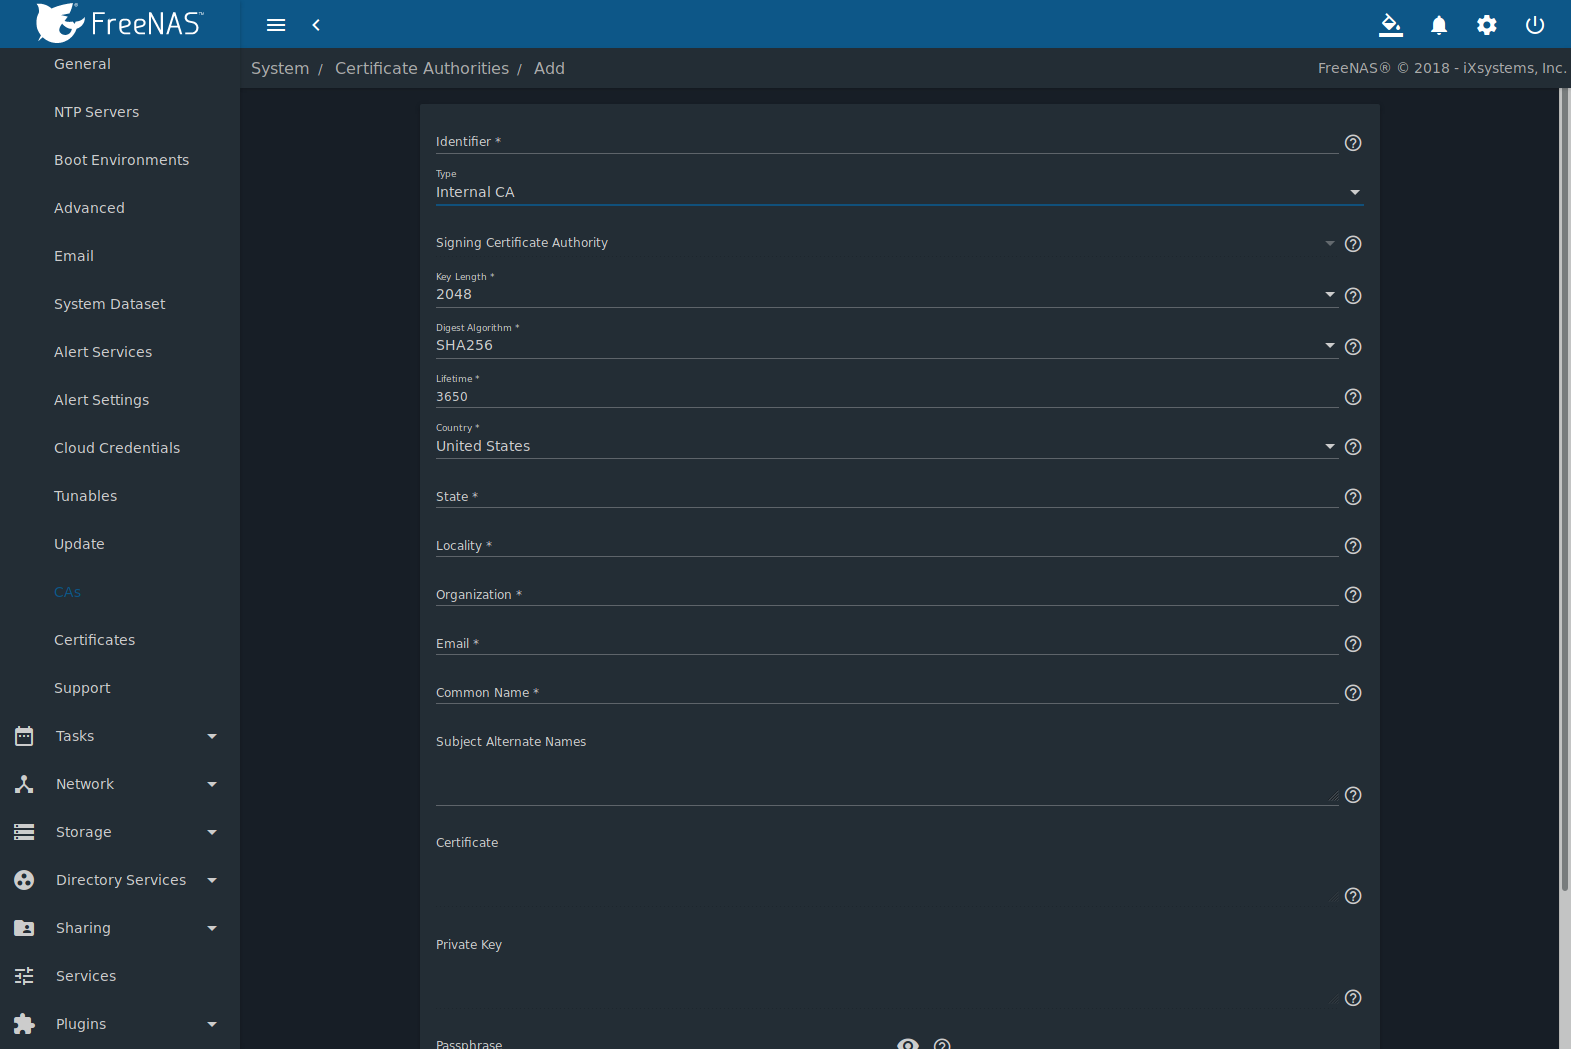 FreeNAS™
General
NTP Servers
Boot Environments
Advanced
Email
System Dataset
Alert Services
Alert Settings
Cloud Credentials
Tunables
Update
CAs
Certificates
Support
Tasks
Network
Storage
Directory Services
Sharing
Services
Plugins
System / Certificate Authorities / Add
FreeNAS® © 2018 - iXsystems, Inc.
Identifier *
Type
Internal CA
Signing Certificate Authority
Key Length *
2048
Digest Algorithm *
SHA256
Lifetime *
3650
Country *
United States
State *
Locality *
Organization *
Email *
Common Name *
Subject Alternate Names
Certificate
Private Key
Passphrase